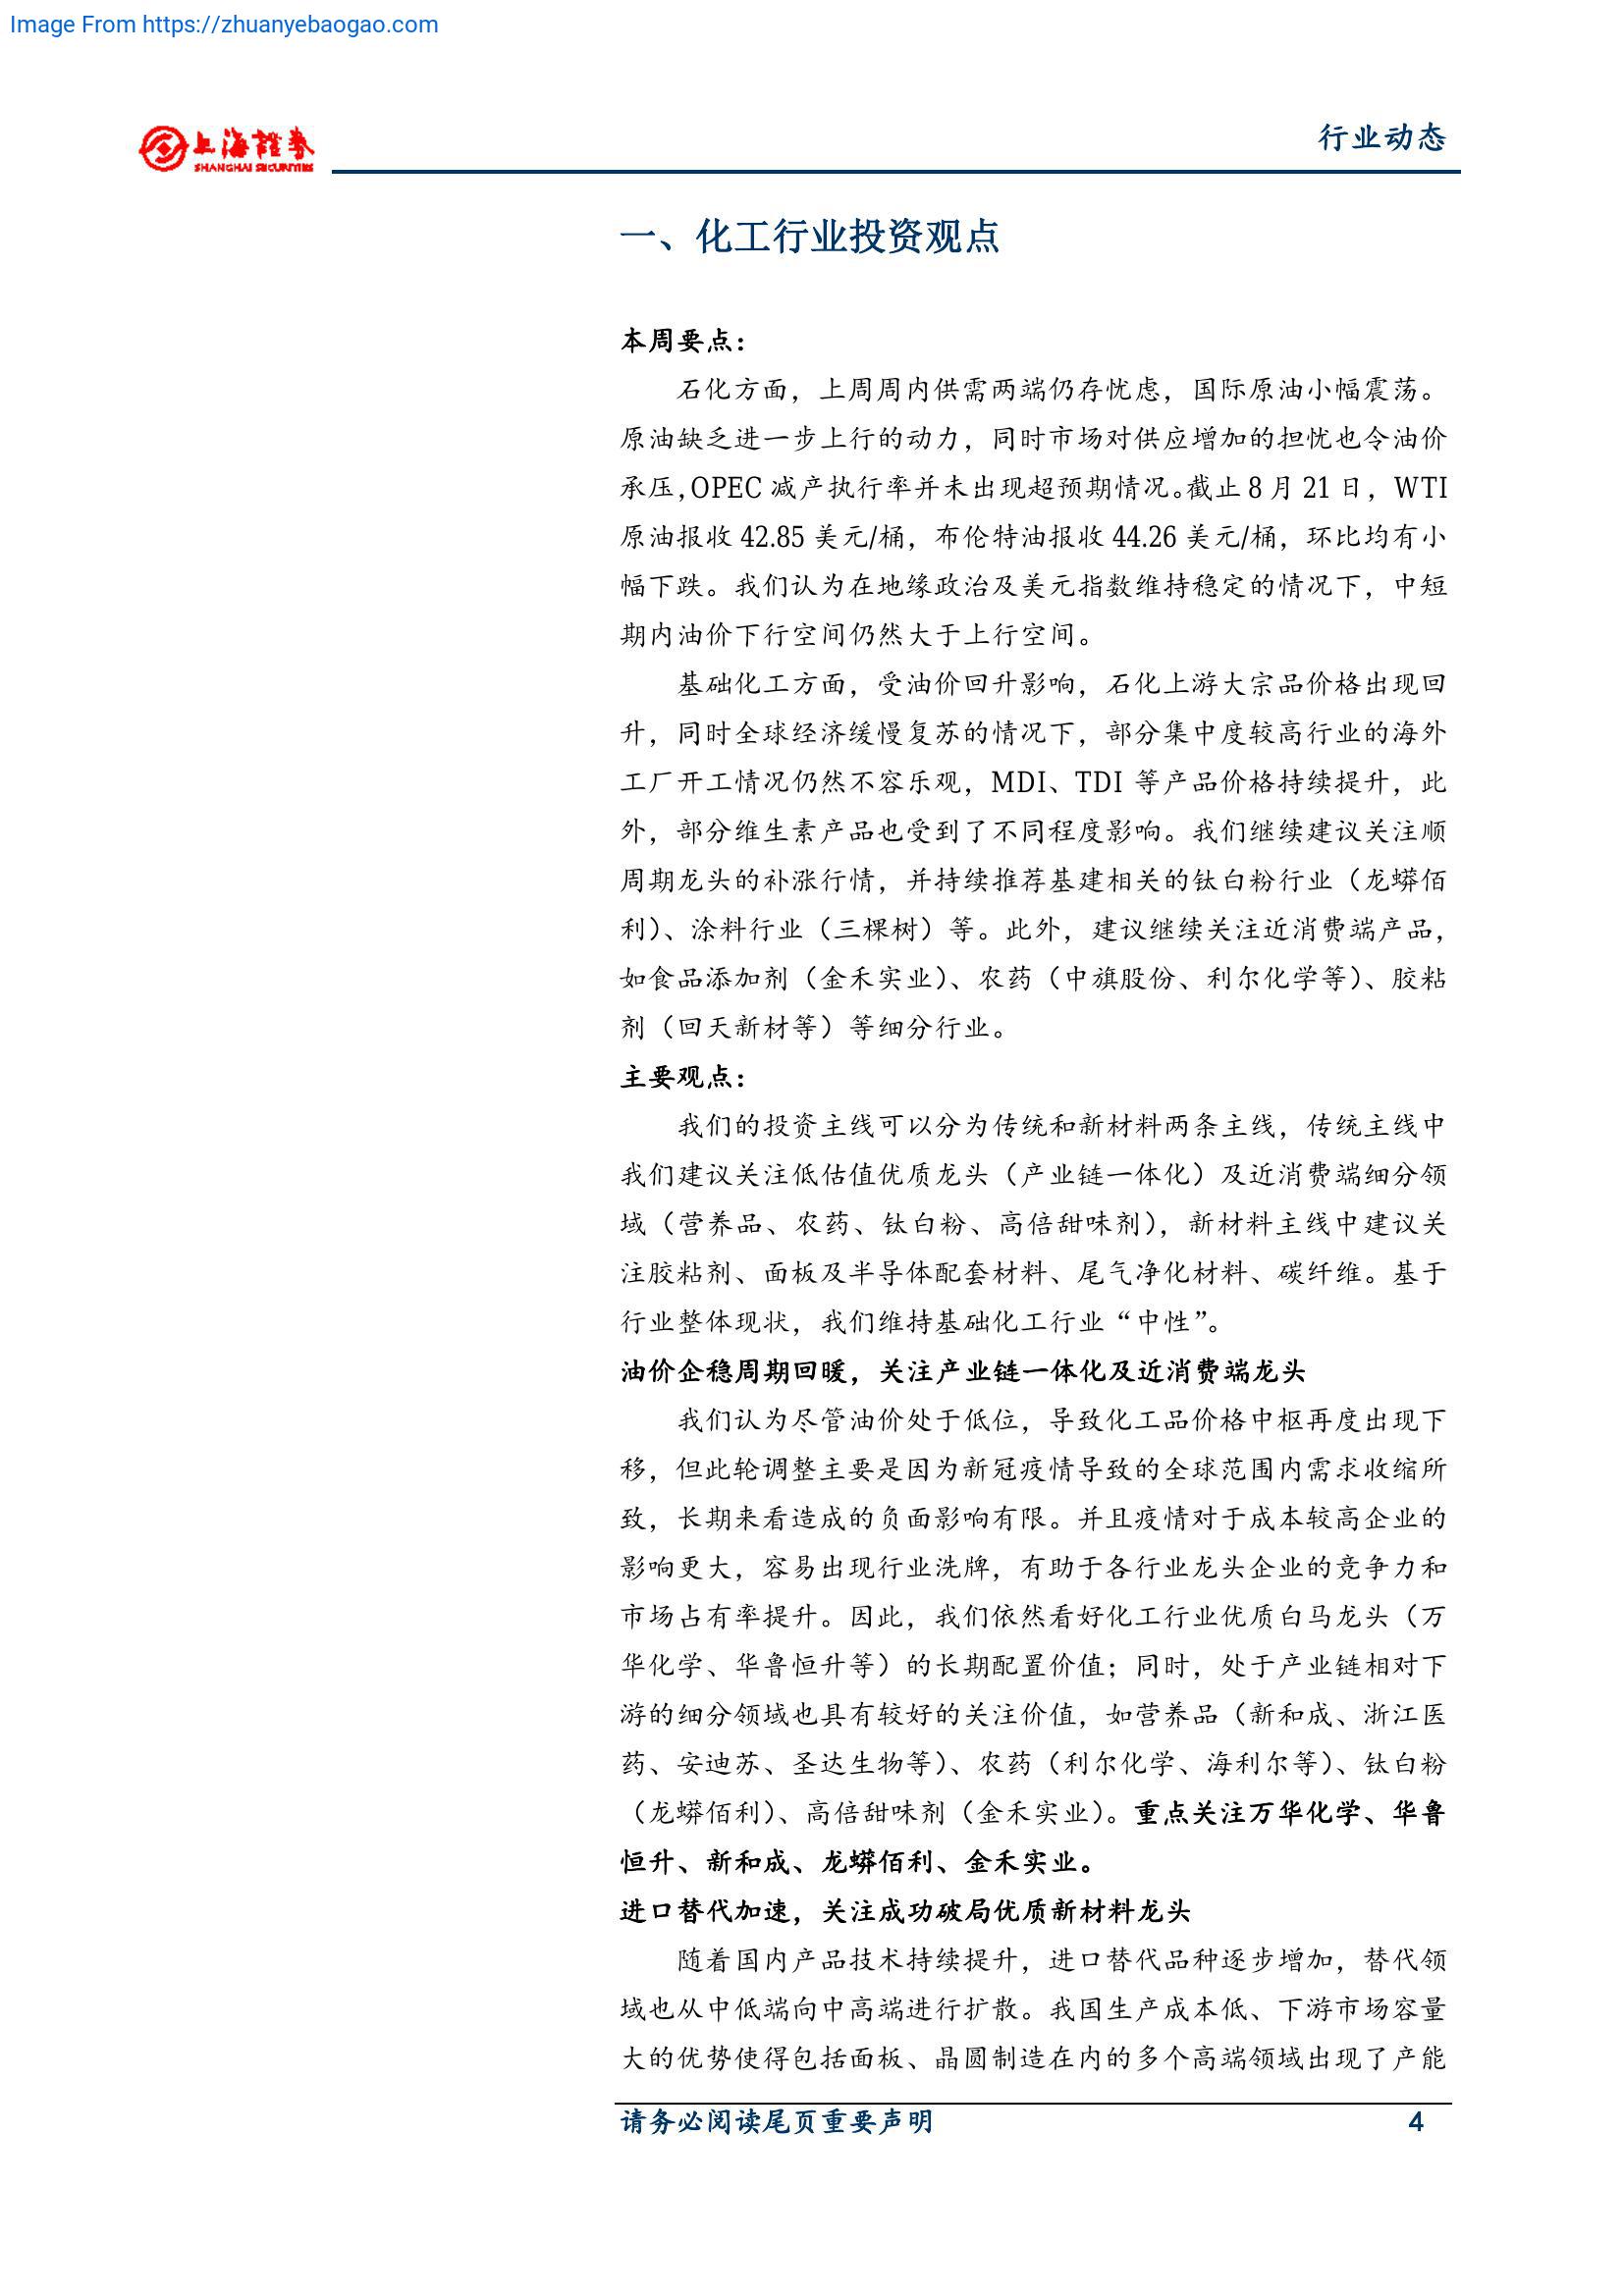 Image From https://zhuanyebaogao.com
上海證券
SHANGHAI SECURITIES
行业动态
一、化工行业投资观点
本周要点：
石化方面，上周周内供需两端仍存忧虑，国际原油小幅震荡。
原油缺乏进一步上行的动力，同时市场对供应增加的担忧也令油价
承压，OPEC 减产执行率并未出现超预期情况。截止 8 月 21 日，WTI
原油报收 42.85 美元/桶，布伦特油报收 44.26 美元/桶，环比均有小
幅下跌。我们认为在地缘政治及美元指数维持稳定的情况下，中短
期内油价下行空间仍然大于上行空间。
基础化工方面，受油价回升影响，石化上游大宗品价格出现回
升，同时全球经济缓慢复苏的情况下，部分集中度较高行业的海外
工厂开工情况仍然不容乐观，MDI、TDI 等产品价格持续提升，此
外，部分维生素产品也受到了不同程度影响。我们继续建议关注顺
周期龙头的补涨行情，并持续推荐基建相关的钛白粉行业（龙蟒佰
利）、涂料行业（三棵树）等。此外，建议继续关注近消费端产品，
如食品添加剂（金禾实业）、农药（中旗股份、利尔化学等）、胶粘
剂（回天新材等）等细分行业。
主要观点：
我们的投资主线可以分为传统和新材料两条主线，传统主线中
我们建议关注低估值优质龙头（产业链一体化）及近消费端细分领
域（营养品、农药、钛白粉、高倍甜味剂），新材料主线中建议关
注胶粘剂、面板及半导体配套材料、尾气净化材料、碳纤维。基于
行业整体现状，我们维持基础化工行业“中性”。
油价企稳周期回暖，关注产业链一体化及近消费端龙头
我们认为尽管油价处于低位，导致化工品价格中枢再度出现下
移，但此轮调整主要是因为新冠疫情导致的全球范围内需求收缩所
致，长期来看造成的负面影响有限。并且疫情对于成本较高企业的
影响更大，容易出现行业洗牌，有助于各行业龙头企业的竞争力和
市场占有率提升。因此，我们依然看好化工行业优质白马龙头（万
华化学、华鲁恒升等）的长期配置价值；同时，处于产业链相对下
游的细分领域也具有较好的关注价值，如营养品（新和成、浙江医
药、安迪苏、圣达生物等）、农药（利尔化学、海利尔等）、钛白粉
（龙蟒佰利）、高倍甜味剂（金禾实业）。重点关注万华化学、华鲁
恒升、新和成、龙蟒佰利、金禾实业。
进口替代加速，关注成功破局优质新材料龙头
随着国内产品技术持续提升，进口替代品种逐步增加，替代领
域也从中低端向中高端进行扩散。我国生产成本低、下游市场容量
大的优势使得包括面板、晶圆制造在内的多个高端领域出现了产能
请务必阅读尾页重要声明
4